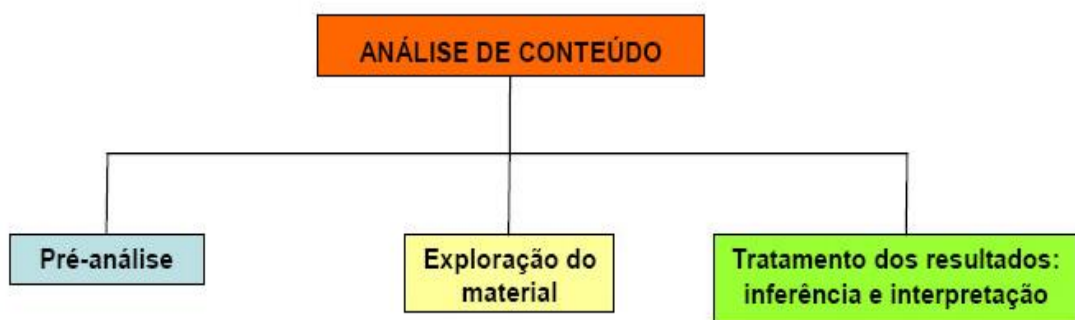 ANÁLISE DE CONTEÚDO
Pré-análise
Exploração do
material
Tratamento dos resultados:
inferência e interpretação